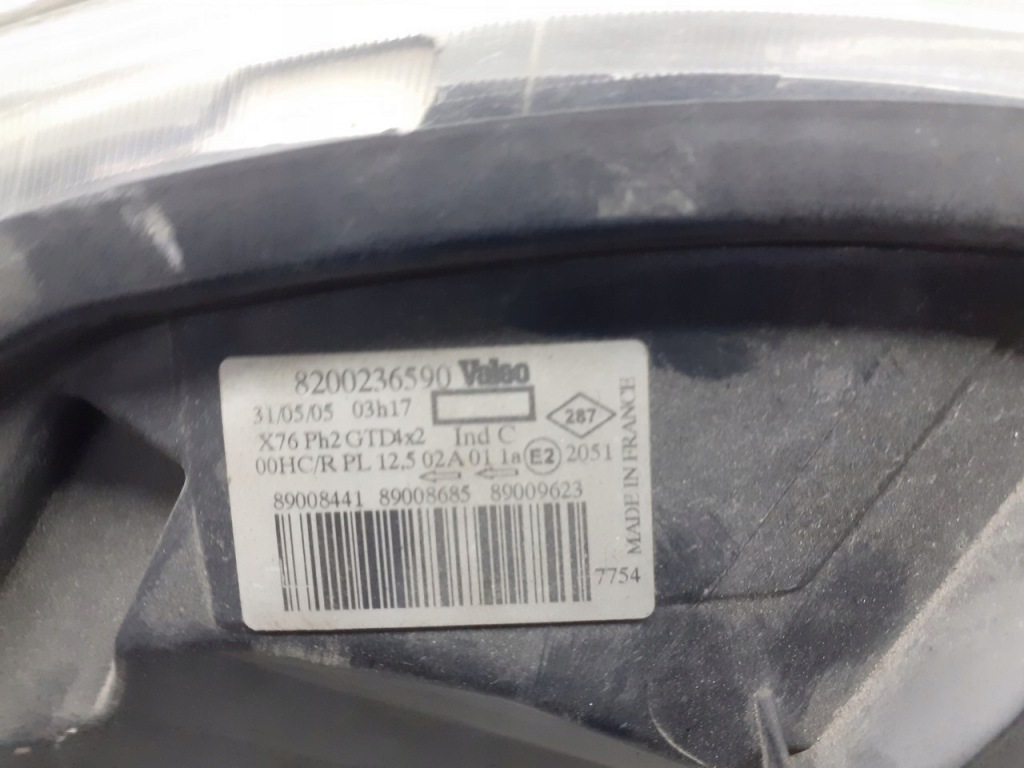 8200236590 Valeo
31/05/05 03h17
287
X76 Ph2 GTD4x2 Ind C
00HC/R PL 12,5 02A 01 1a E2 2051
89008441 89008685 89009623
7754
MADE IN FRANCE